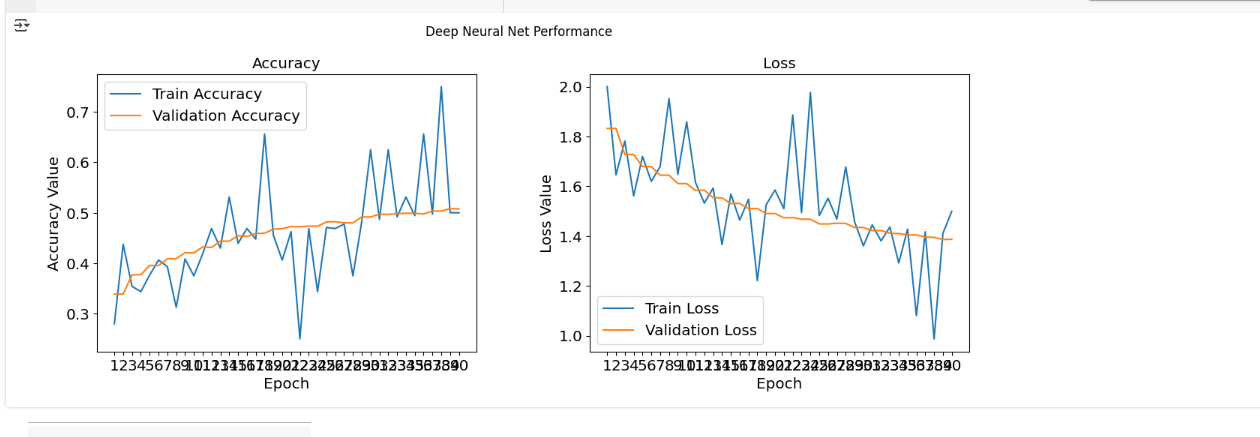 Deep Neural Net Performance
Accuracy
Train Accuracy
Validation Accuracy
0.7
0.6
0.5
0.4
0.3
Accuracy Value
Epoch
Loss
2.0
1.8
1.6
1.4
1.2
1.0
Loss Value
Train Loss
Validation Loss
Epoch